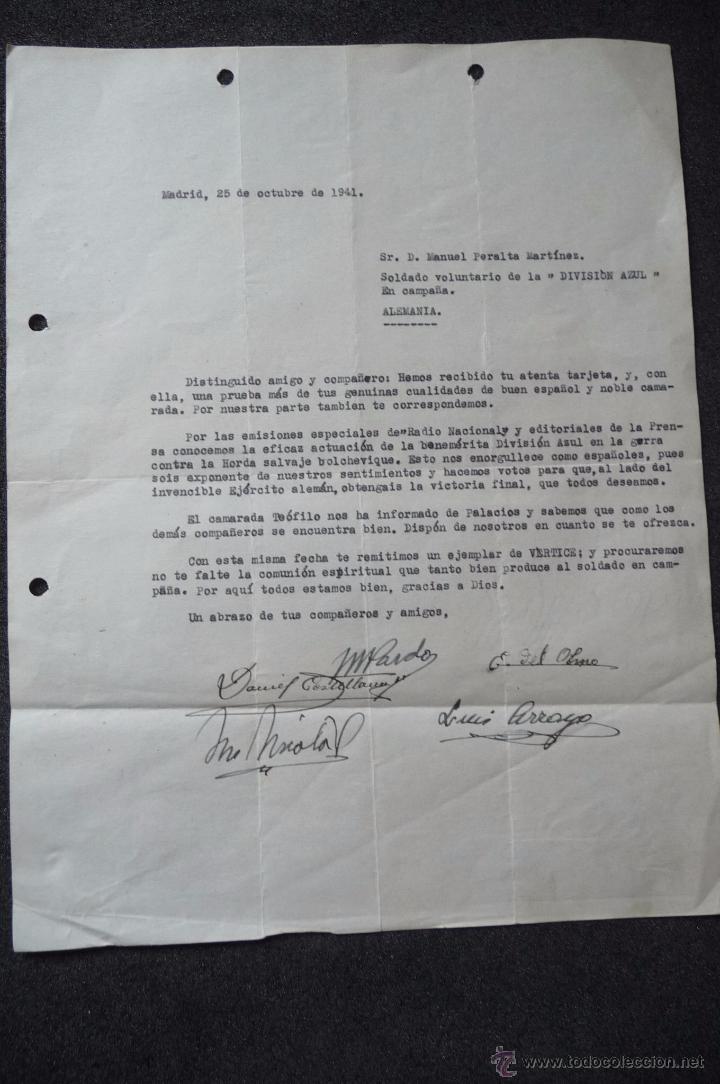 Madrid, 25 de octubre de 1941.
Sr. D. Manuel Peralta Martínez.
Soldado voluntario de la " DIVISIÓN AZUL "
En campaña.
ALEMANIA.
--------
Distinguido amigo y compañero: Hemos recibido tu atenta tarjeta, y, con
ella, una prueba más de tus genuinas cualidades de buen español y noble cama-
rada. Por nuestra parte tambien te correspondemos.
Por las emisiones especiales de"Radio Nacional y editoriales de la Pren-
sa conocemos la eficaz actuación de la benemérita División Azul en la gerra
contra la Horda salvaje bolchevique. Esto nos enorgullece como españoles, pues
sois exponente de nuestros sentimientos y hacemos votos para que,al lado del
invencible Ejército alemán, obtengais la victoria final, que todos deseamos.
El camarada Teófilo nos ha informado de Palacios y sabemos que como los
demás compañeros se encuentra bien. Dispón de nosotros en cuanto se te ofrezca.
Con esta misma fecha te remitimos un ejemplar de VÉRTICE; y procuraremos
no te falte la comunión espiritual que tanto bien produce al soldado en cam-
paña. Por aquí todos estamos bien, gracias a Dios.
Un abrazo de tus compañeros y amigos,
MPardo
E. del Olmo
Daniel Castellanos
Luis Arroyo
© www.todocoleccion.net